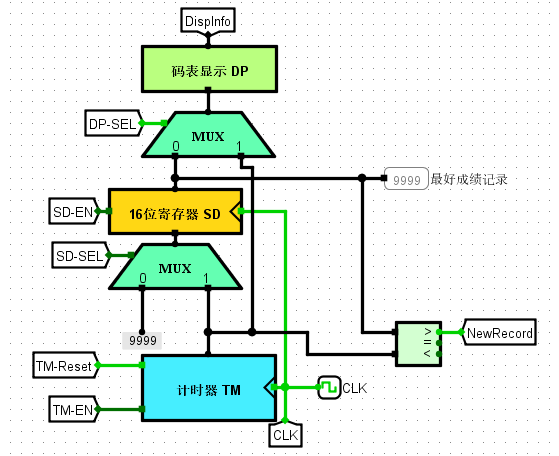 DispInfo
码表显示 DP
DP-SEL
MUX
0 1
9999 最好成绩记录
SD-EN
16位寄存器 SD
SD-SEL
MUX
0 1
9999
>
=
<
NewRecord
TM-Reset
计时器 TM
CLK
TM-EN
CLK